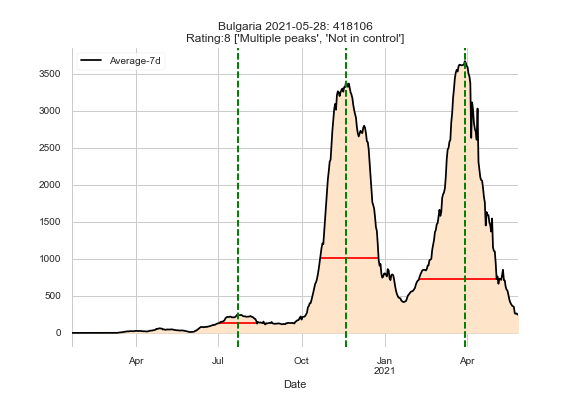 Bulgaria 2021-05-28: 418106
Rating:8 ['Multiple peaks', 'Not in control']
Average-7d
3500
3000
2500
2000
1500
1000
500
0
Apr
Jul
Oct
Jan
2021
Apr
Date